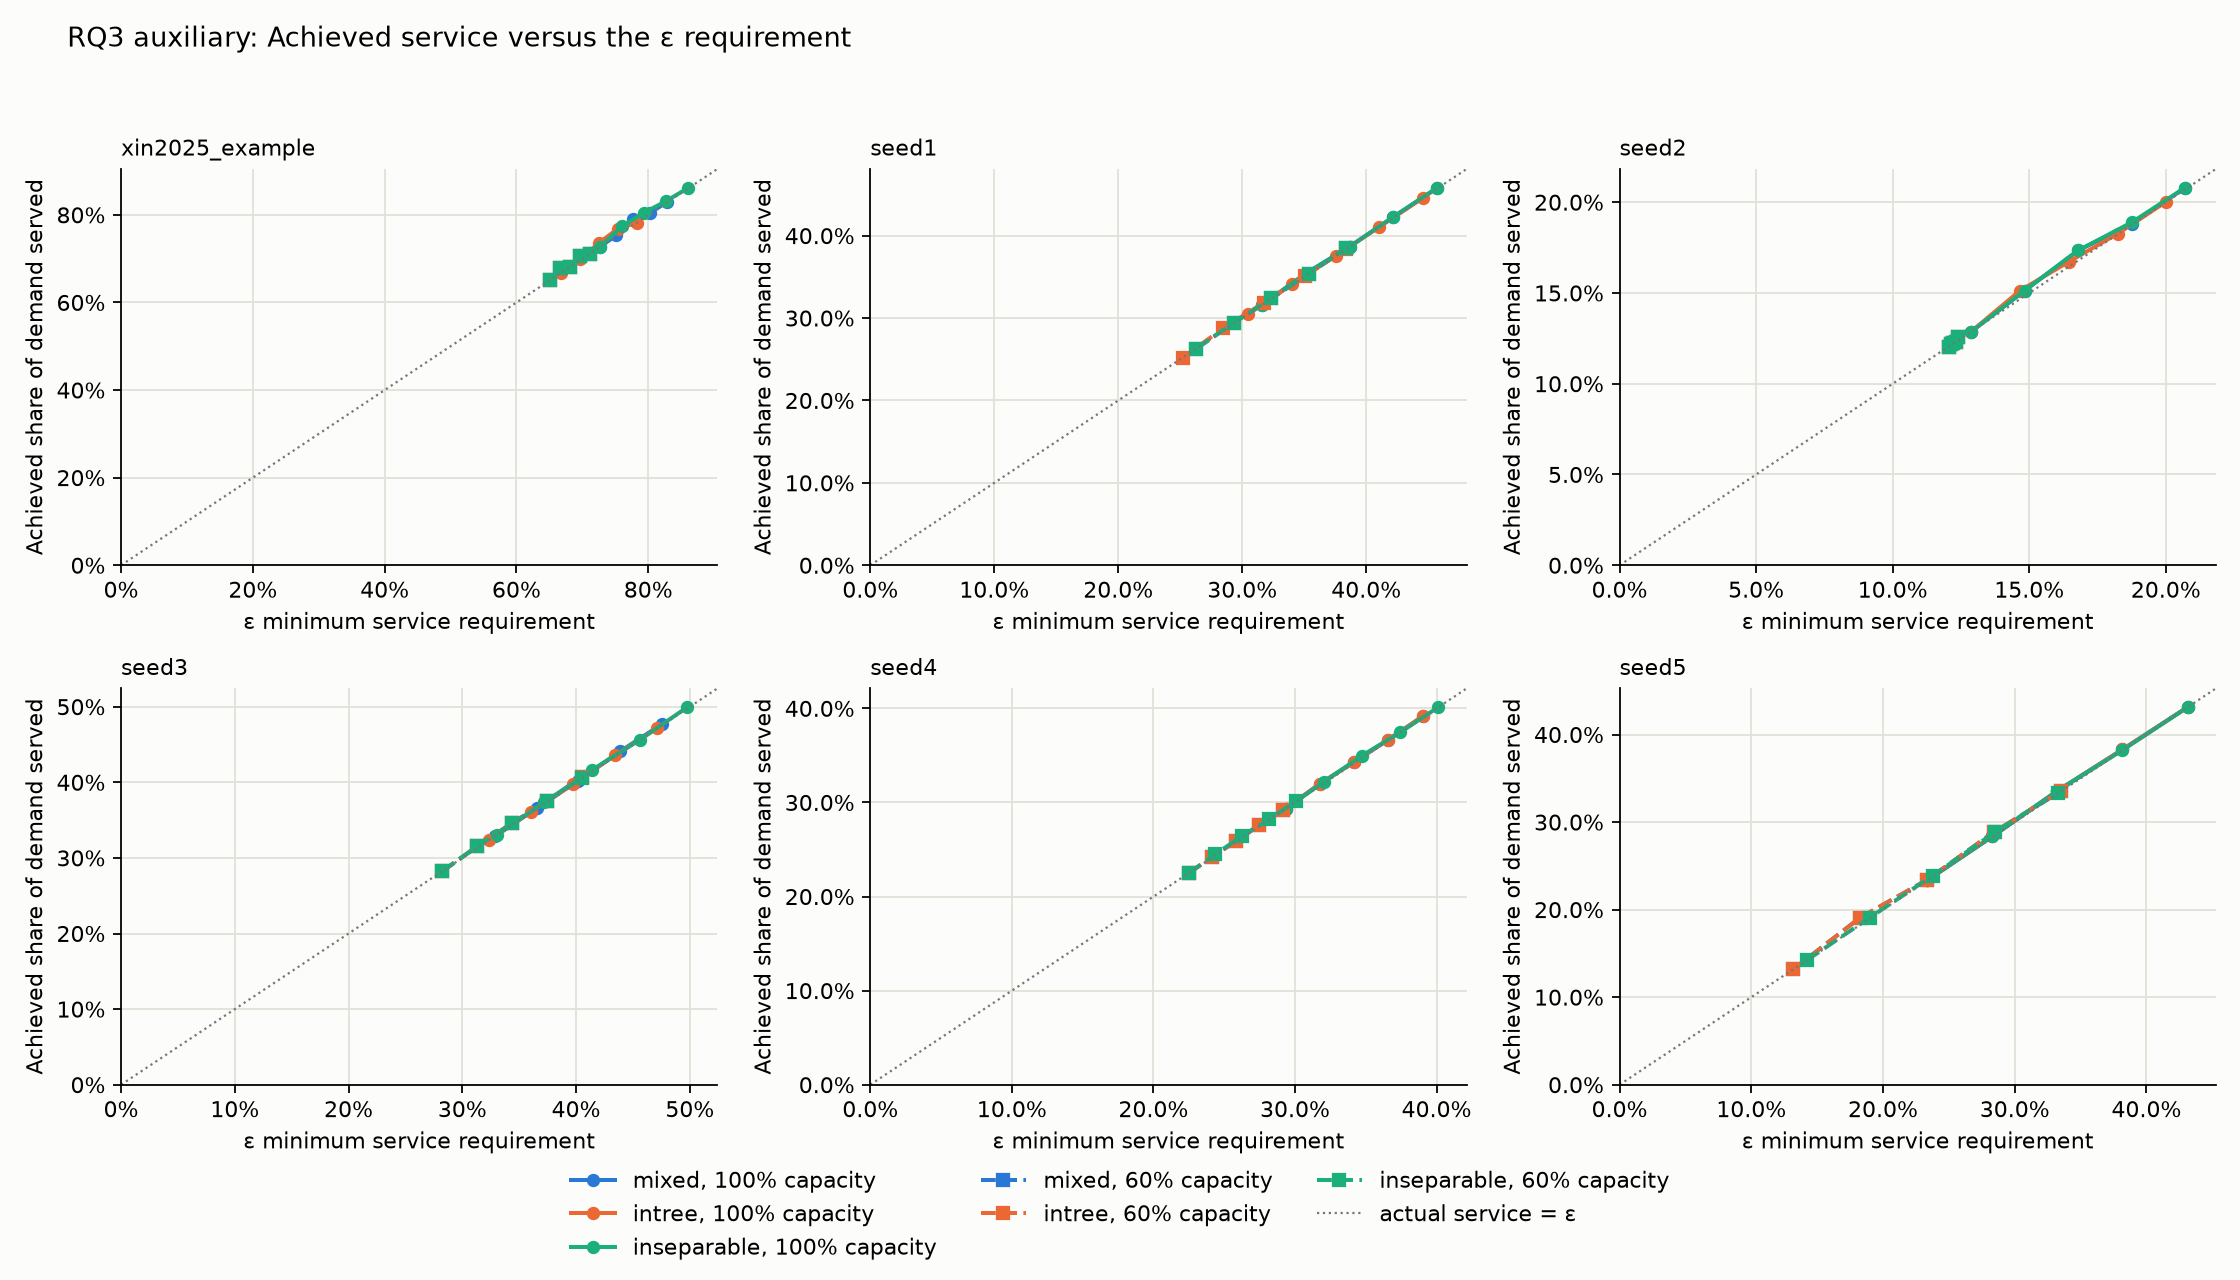 RQ3 auxiliary: Achieved service versus the ε requirement
xin2025_example
Achieved share of demand served
80%
60%
40%
20%
0%
0% 20% 40% 60% 80%
ε minimum service requirement
seed1
Achieved share of demand served
40.0%
30.0%
20.0%
10.0%
0.0%
0.0% 10.0% 20.0% 30.0% 40.0%
ε minimum service requirement
seed2
Achieved share of demand served
20.0%
15.0%
10.0%
5.0%
0.0%
0.0% 5.0% 10.0% 15.0% 20.0%
ε minimum service requirement
seed3
Achieved share of demand served
50%
40%
30%
20%
10%
0%
0% 10% 20% 30% 40% 50%
ε minimum service requirement
seed4
Achieved share of demand served
40.0%
30.0%
20.0%
10.0%
0.0%
0.0% 10.0% 20.0% 30.0% 40.0%
ε minimum service requirement
seed5
Achieved share of demand served
40.0%
30.0%
20.0%
10.0%
0.0%
0.0% 10.0% 20.0% 30.0% 40.0%
ε minimum service requirement
mixed, 100% capacity
intree, 100% capacity
inseparable, 100% capacity
mixed, 60% capacity
intree, 60% capacity
inseparable, 60% capacity
actual service = ε